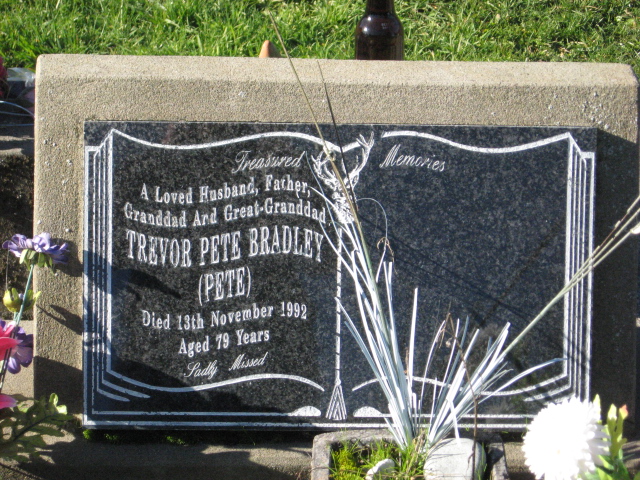 Treasured Memories
A Loved Husband, Father,
Granddad And Great-Granddad
TREVOR PETE BRADLEY
(PETE)
Died 13th November 1992
Aged 79 Years
Sadly Missed